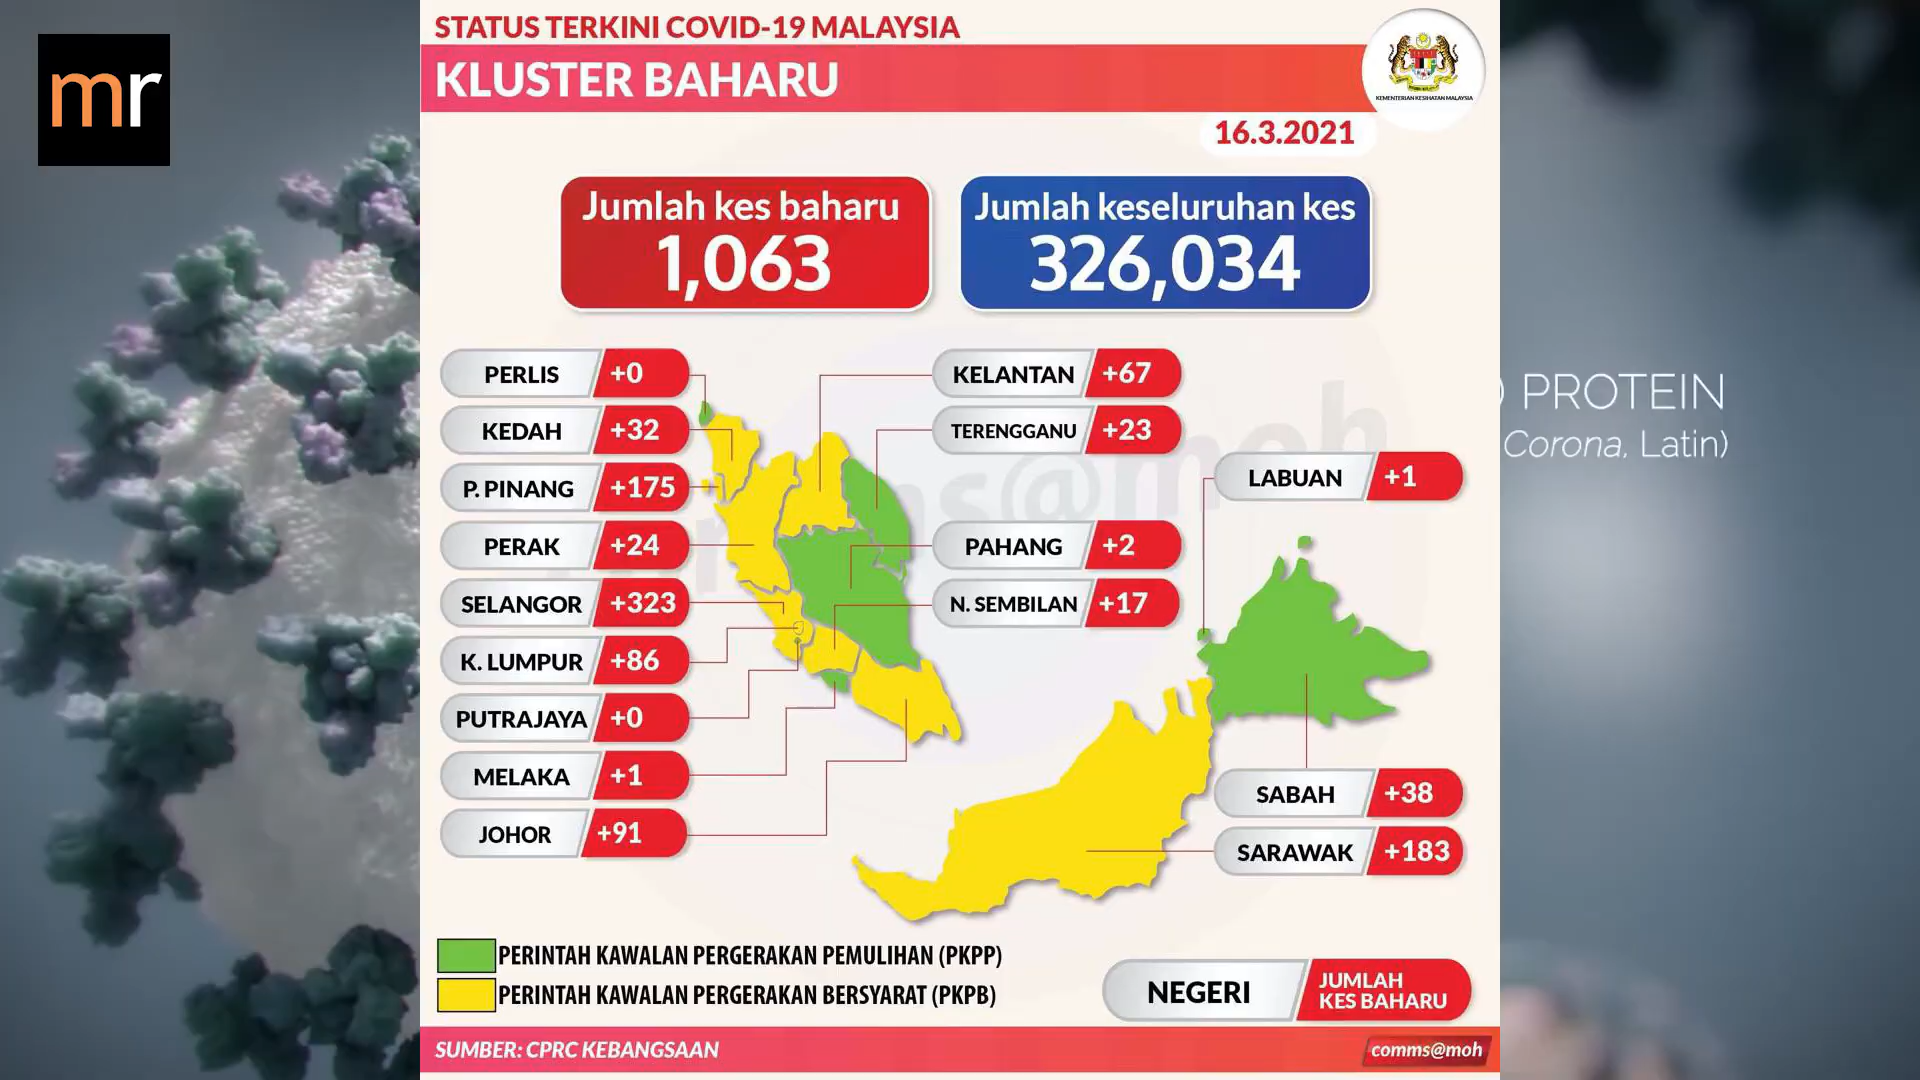 mr
STATUS TERKINI COVID-19 MALAYSIA
KLUSTER BAHARU
KEMENTERIAN KESIHATAN MALAYSIA
16.3.2021
Jumlah kes baharu
1,063
Jumlah keseluruhan kes
326,034
PERLIS +0
KEDAH +32
P. PINANG +175
PERAK +24
SELANGOR +323
K. LUMPUR +86
PUTRAJAYA +0
MELAKA +1
JOHOR +91
KELANTAN +67
TERENGGANU +23
PAHANG +2
N. SEMBILAN +17
LABUAN +1
SABAH +38
SARAWAK +183
) PROTEIN
Corona, Latin)
PERINTAH KAWALAN PERGERAKAN PEMULIHAN (PKPP)
PERINTAH KAWALAN PERGERAKAN BERSYARAT (PKPB)
NEGERI
JUMLAH
KES BAHARU
SUMBER: CPRC KEBANGSAAN
comms@moh